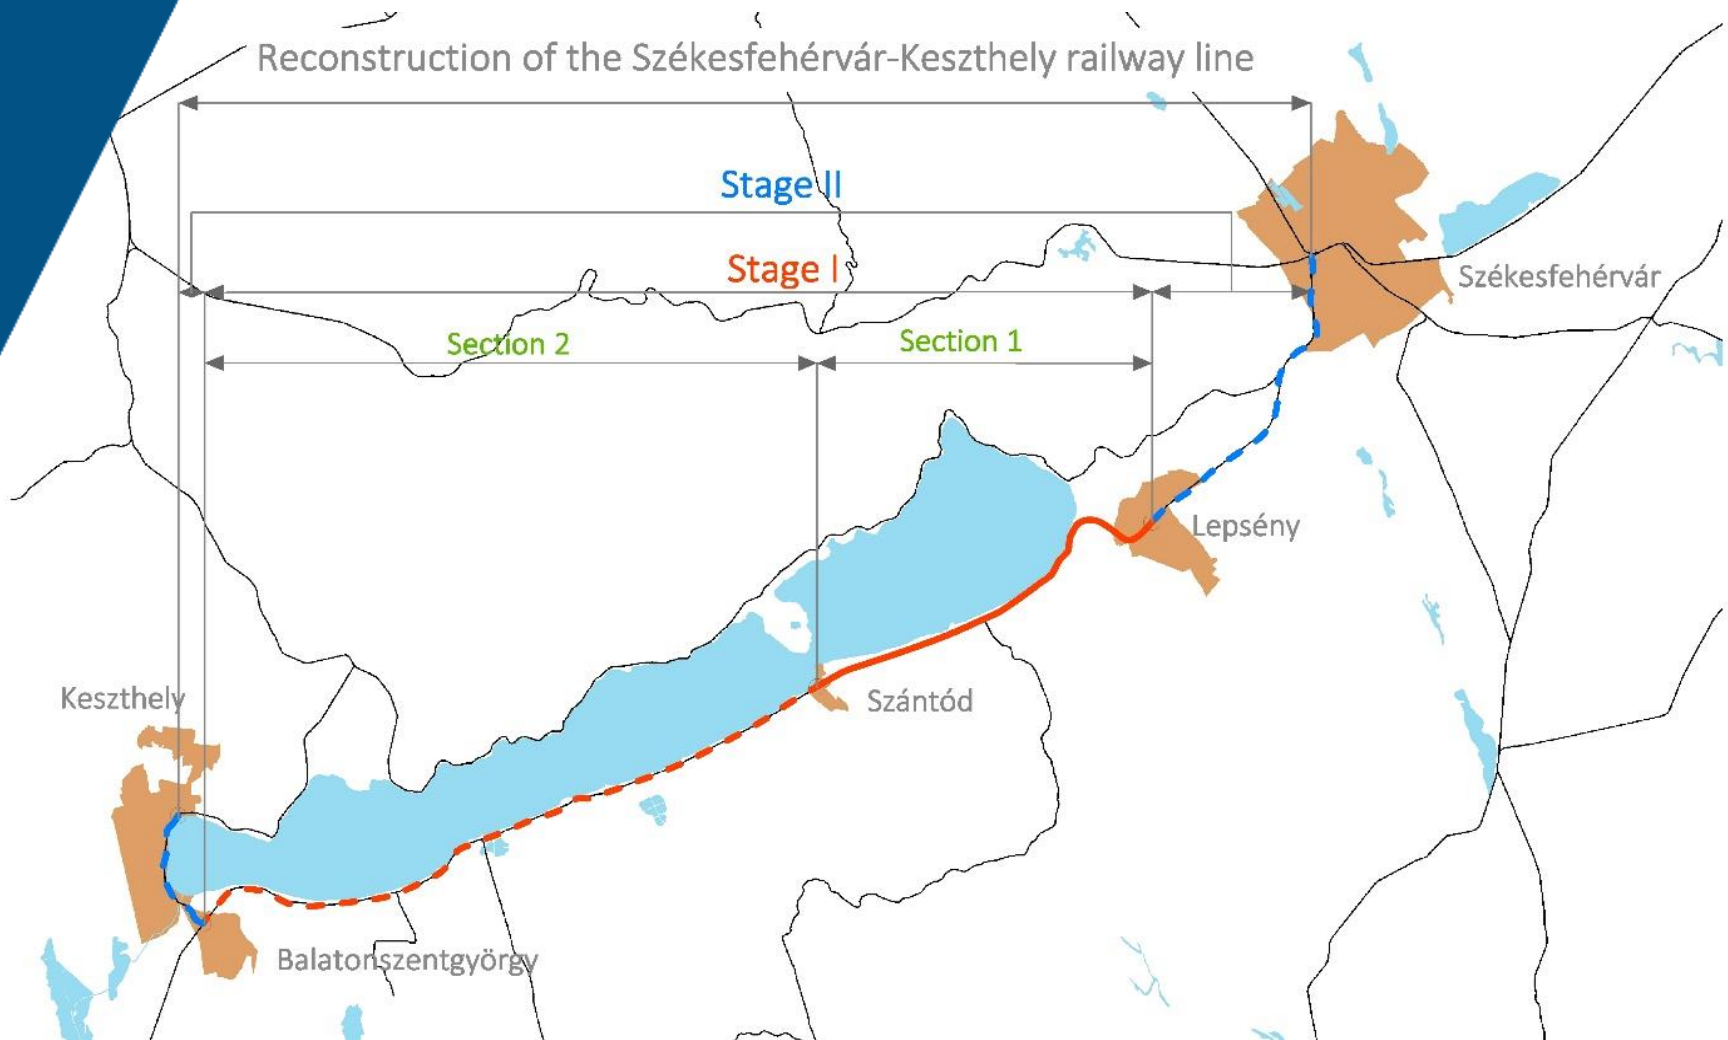 Reconstruction of the Székesfehérvár-Keszthely railway line
Stage II
Stage I
Section 2
Section 1
Székesfehérvár
Lepsény
Keszthely
Szántód
Balatonszentgyörgy